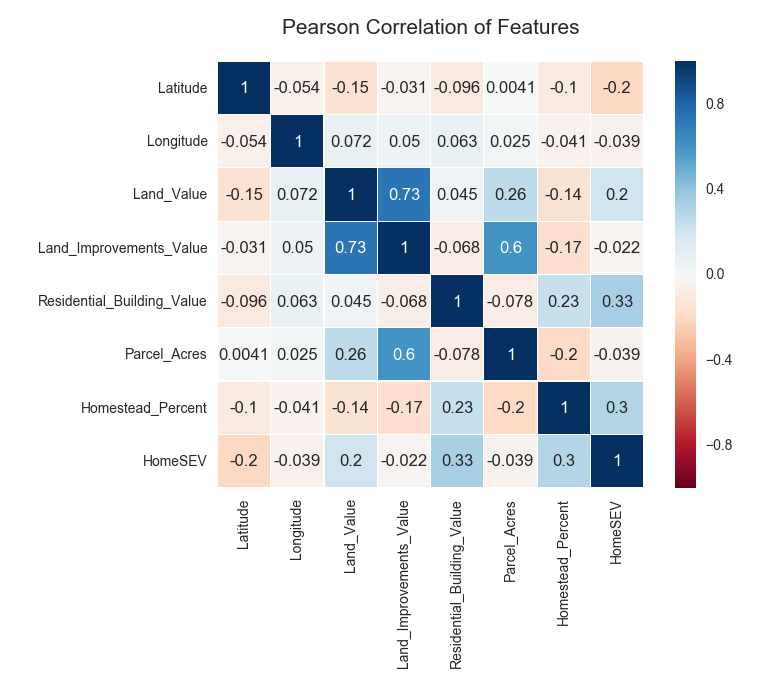 Pearson Correlation of Features
Latitude 1 -0.054 -0.15 -0.031 -0.096 0.0041 -0.1 -0.2
Longitude -0.054 1 0.072 0.05 0.063 0.025 -0.041 -0.039
Land_Value -0.15 0.072 1 0.73 0.045 0.26 -0.14 0.2
Land_Improvements_Value -0.031 0.05 0.73 1 -0.068 0.6 -0.17 -0.022
Residential_Building_Value -0.096 0.063 0.045 -0.068 1 -0.078 0.23 0.33
Parcel_Acres 0.0041 0.025 0.26 0.6 -0.078 1 -0.2 -0.039
Homestead_Percent -0.1 -0.041 -0.14 -0.17 0.23 -0.2 1 0.3
HomeSEV -0.2 -0.039 0.2 -0.022 0.33 -0.039 0.3 1
Latitude
Longitude
Land_Value
Land_Improvements_Value
Residential_Building_Value
Parcel_Acres
Homestead_Percent
HomeSEV
0.8
0.4
0.0
−0.4
−0.8